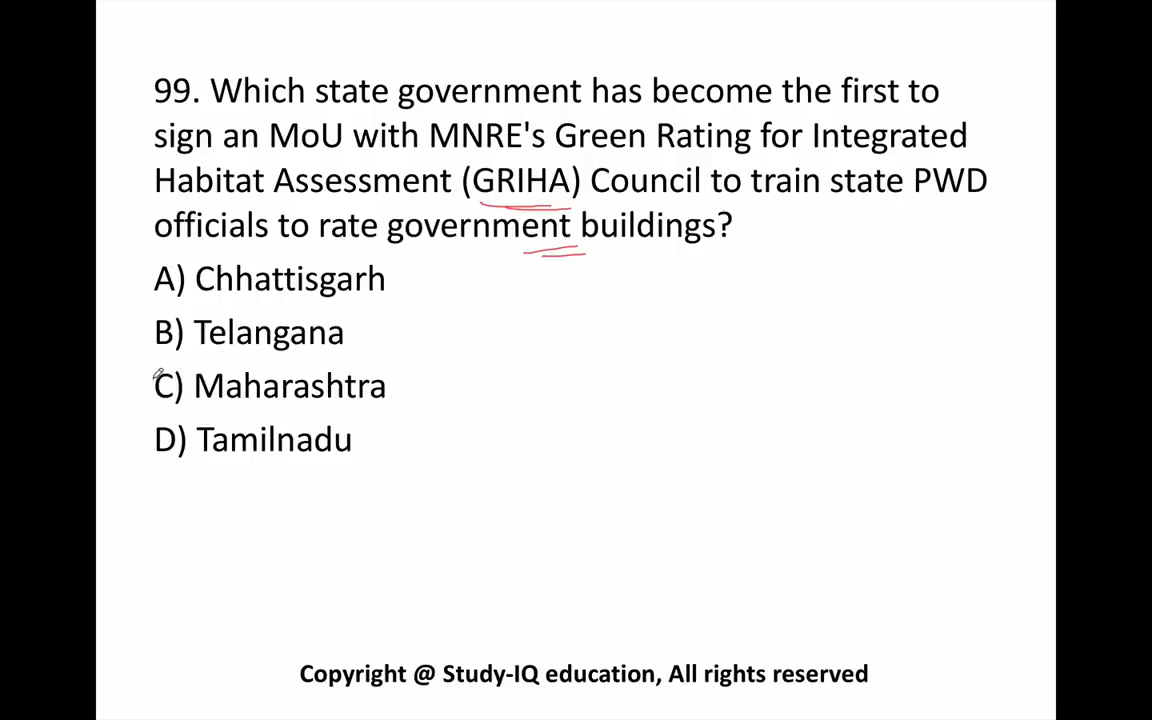 99. Which state government has become the first to
sign an MoU with MNRE's Green Rating for Integrated
Habitat Assessment (GRIHA) Council to train state PWD
officials to rate government buildings?
A) Chhattisgarh
B) Telangana
C) Maharashtra
D) Tamilnadu
Copyright @ Study-IQ education, All rights reserved